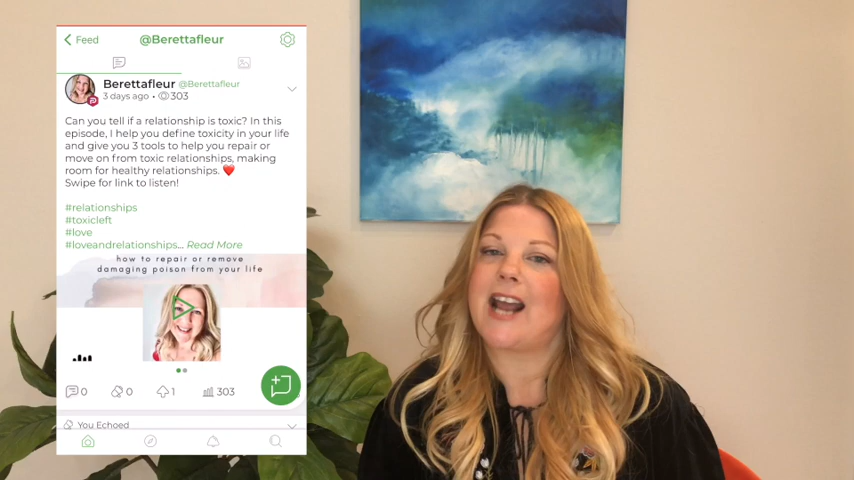 Feed
@Berettafleur
Berettafleur @Berettafleur
3 days ago • 303
Can you tell if a relationship is toxic? In this
episode, I help you define toxicity in your life
and give you 3 tools to help you repair or
move on from toxic relationships, making
room for healthy relationships. ❤️
Swipe for link to listen!
#relationships
#toxicleft
#love
#loveandrelationships... Read More
how to repair or remove
damaging poison from your life
0 0 1 303
You Echoed